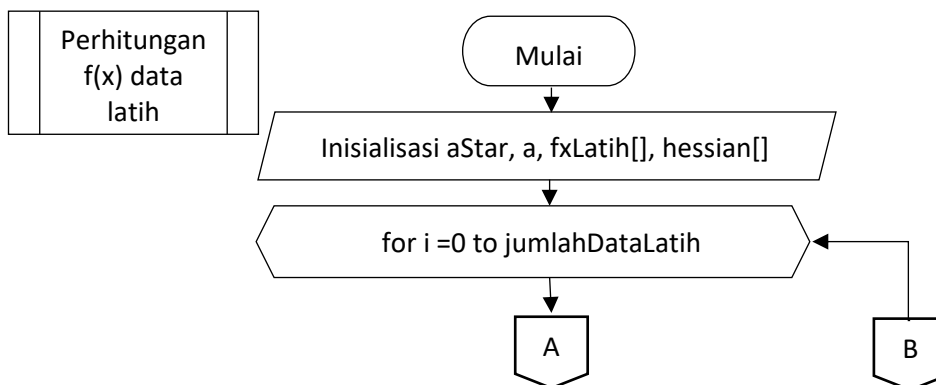 Perhitungan
f(x) data
latih
Mulai
Inisialisasi aStar, a, fxLatih[], hessian[]
for i =0 to jumlahDataLatih
A
B